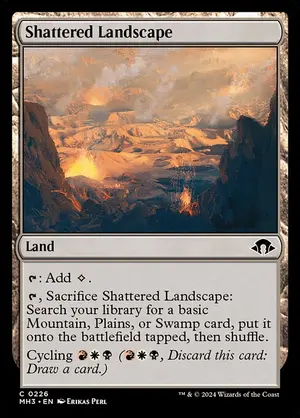 Shattered Landscape
Land
: Add .
, Sacrifice Shattered Landscape:
Search your library for a basic
Mountain, Plains, or Swamp card, put it
onto the battlefield tapped, then shuffle.
Cycling (, Discard this card:
Draw a card.)
C 0226
MH3 • EN Erikas Perl
™ & © 2024 Wizards of the Coast